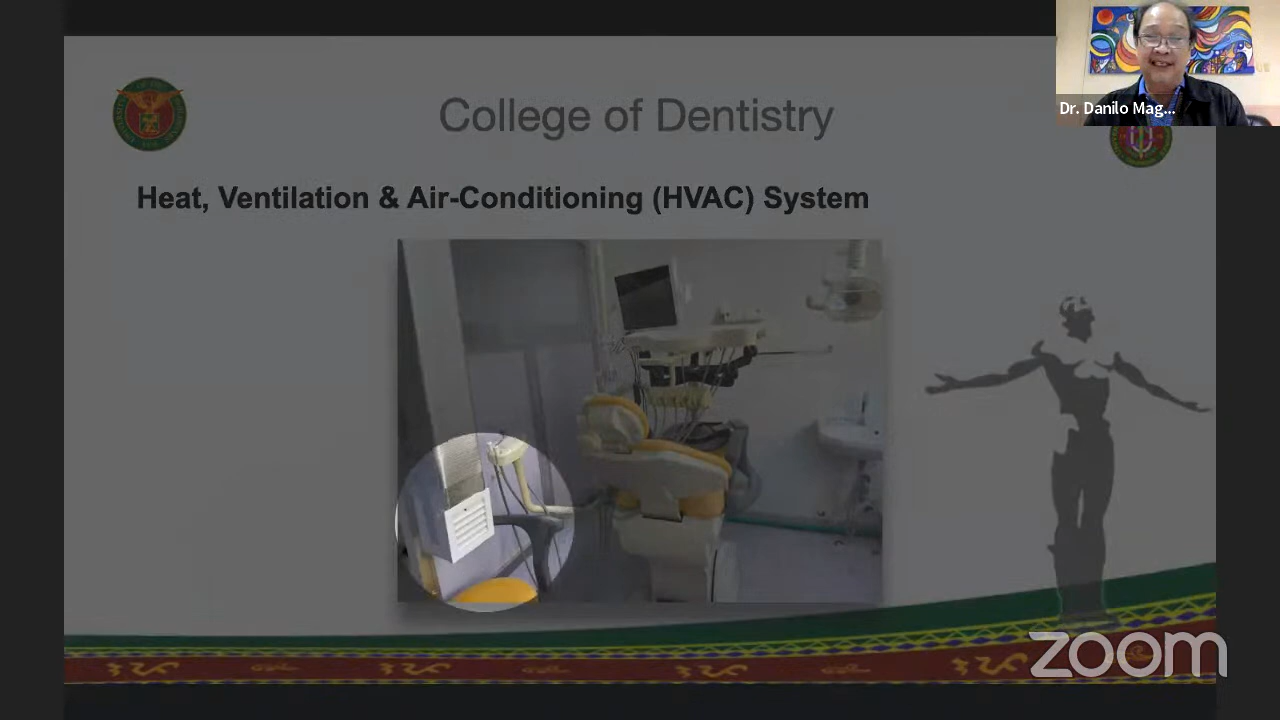 Dr. Danilo Mag...
College of Dentistry
Heat, Ventilation & Air-Conditioning (HVAC) System
zoom